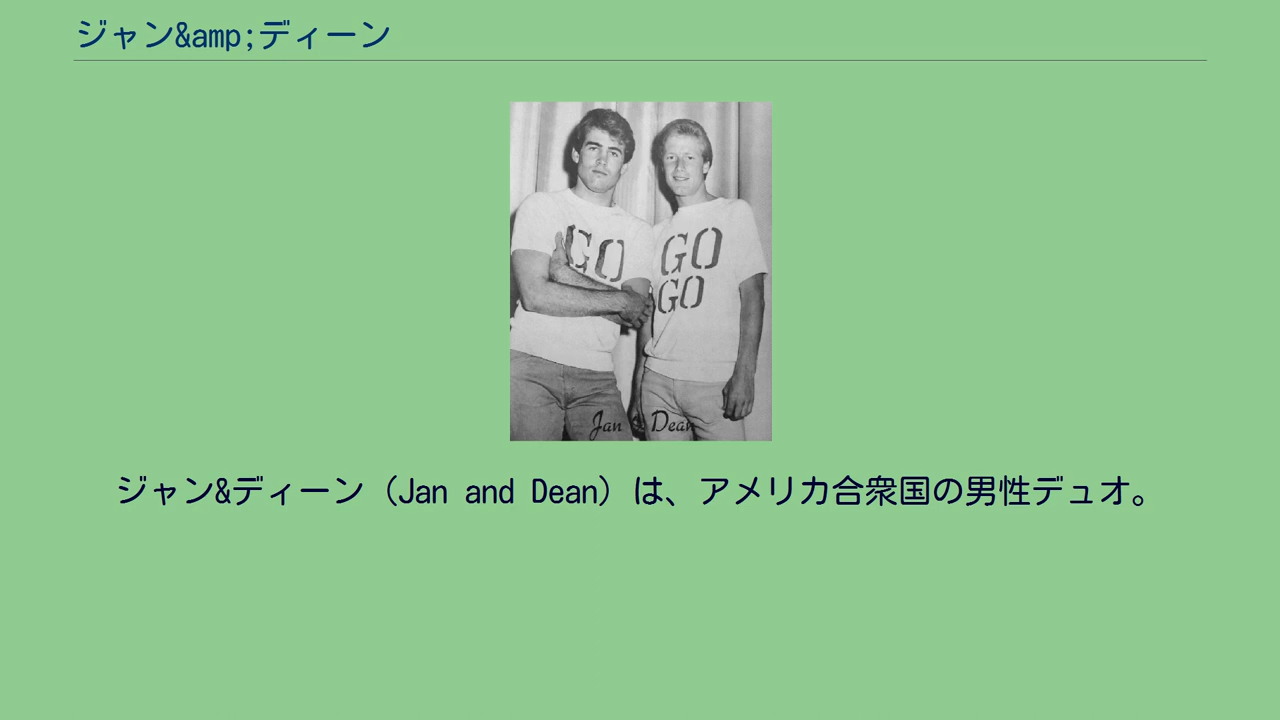 ジャン&amp;ディーン
GO
GO
GO
Jan & Dean
ジャン&ディーン（Jan and Dean）は、アメリカ合衆国の男性デュオ。